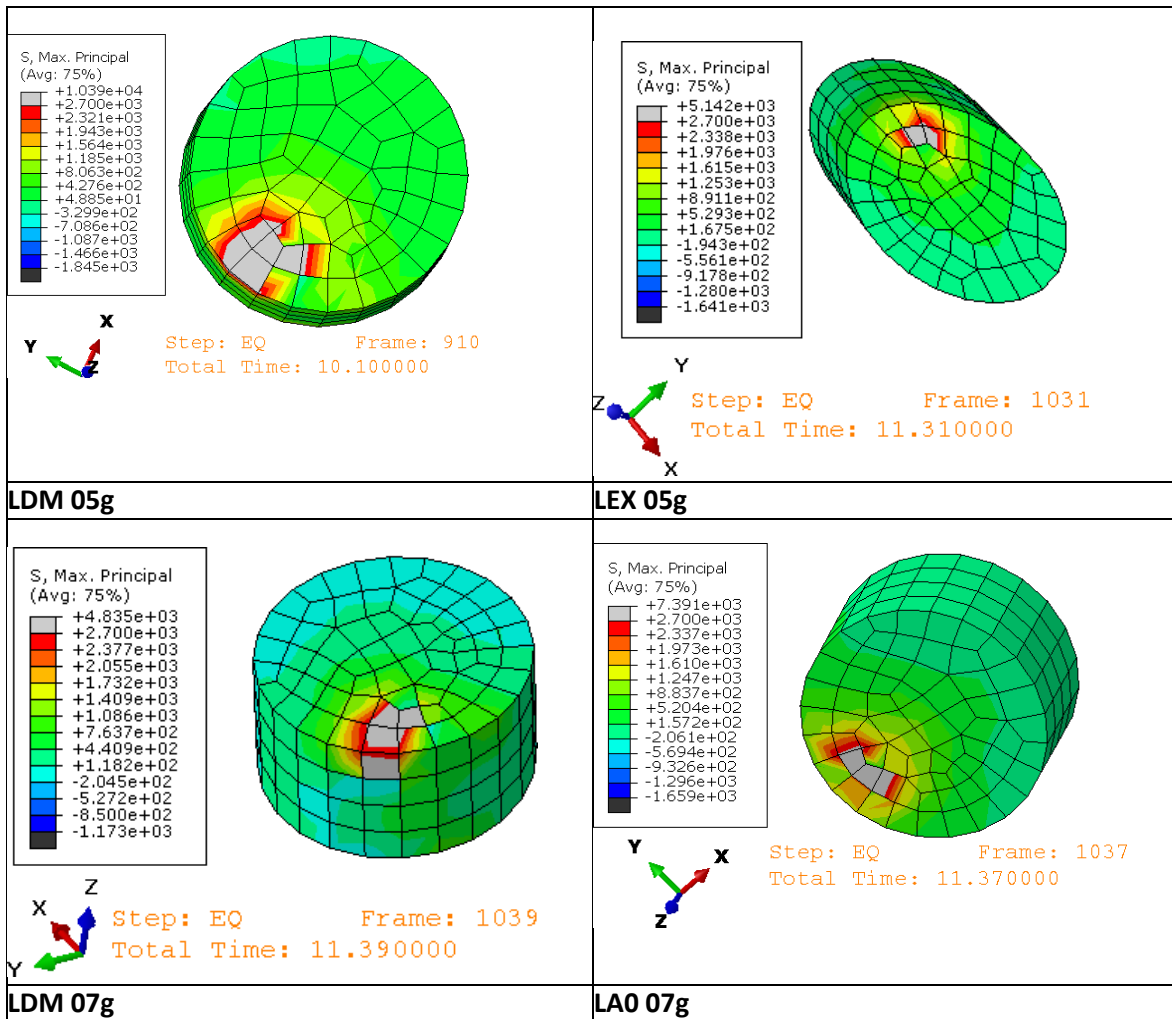 S, Max. Principal
(Avg: 75%)
+1.039e+04
+2.700e+03
+2.321e+03
+1.943e+03
+1.564e+03
+1.185e+03
+8.063e+02
+4.276e+02
+4.885e+01
-3.299e+02
-7.086e+02
-1.087e+03
-1.466e+03
-1.845e+03
X
Y
Z
Step: EQ Frame: 910
Total Time: 10.100000
LDM 05g
S, Max. Principal
(Avg: 75%)
+5.142e+03
+2.700e+03
+2.338e+03
+1.976e+03
+1.615e+03
+1.253e+03
+8.911e+02
+5.293e+02
+1.675e+02
-1.943e+02
-5.561e+02
-9.178e+02
-1.280e+03
-1.641e+03
Y
Z
X
Step: EQ Frame: 1031
Total Time: 11.310000
LEX 05g
S, Max. Principal
(Avg: 75%)
+4.835e+03
+2.700e+03
+2.377e+03
+2.055e+03
+1.732e+03
+1.409e+03
+1.086e+03
+7.637e+02
+4.409e+02
+1.182e+02
-2.045e+02
-5.272e+02
-8.500e+02
-1.173e+03
Z
X
Y
Step: EQ Frame: 1039
Total Time: 11.390000
LDM 07g
S, Max. Principal
(Avg: 75%)
+7.391e+03
+2.700e+03
+2.337e+03
+1.973e+03
+1.610e+03
+1.247e+03
+8.837e+02
+5.204e+02
+1.572e+02
-2.061e+02
-5.694e+02
-9.326e+02
-1.296e+03
-1.659e+03
Y
X
Z
Step: EQ Frame: 1037
Total Time: 11.370000
LA0 07g